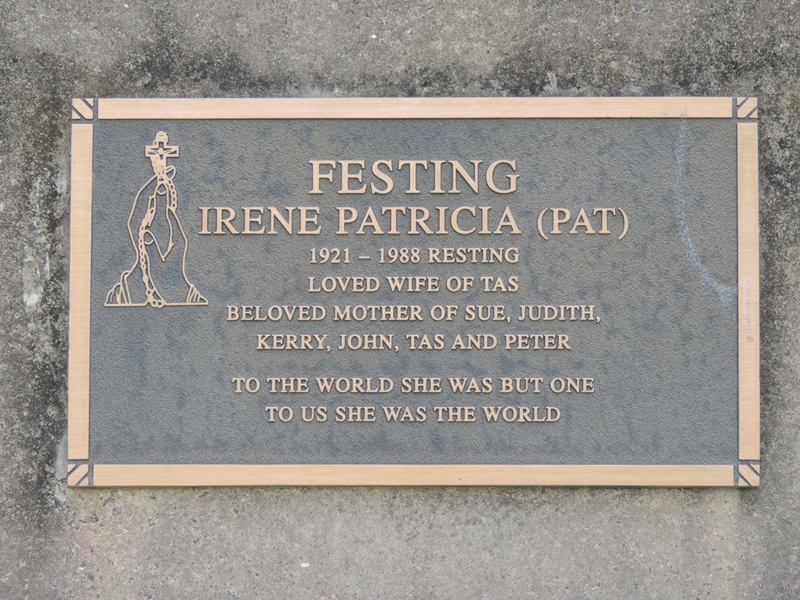 FESTING
IRENE PATRICIA (PAT)
1921 – 1988 RESTING
LOVED WIFE OF TAS
BELOVED MOTHER OF SUE, JUDITH,
KERRY, JOHN, TAS AND PETER
TO THE WORLD SHE WAS BUT ONE
TO US SHE WAS THE WORLD